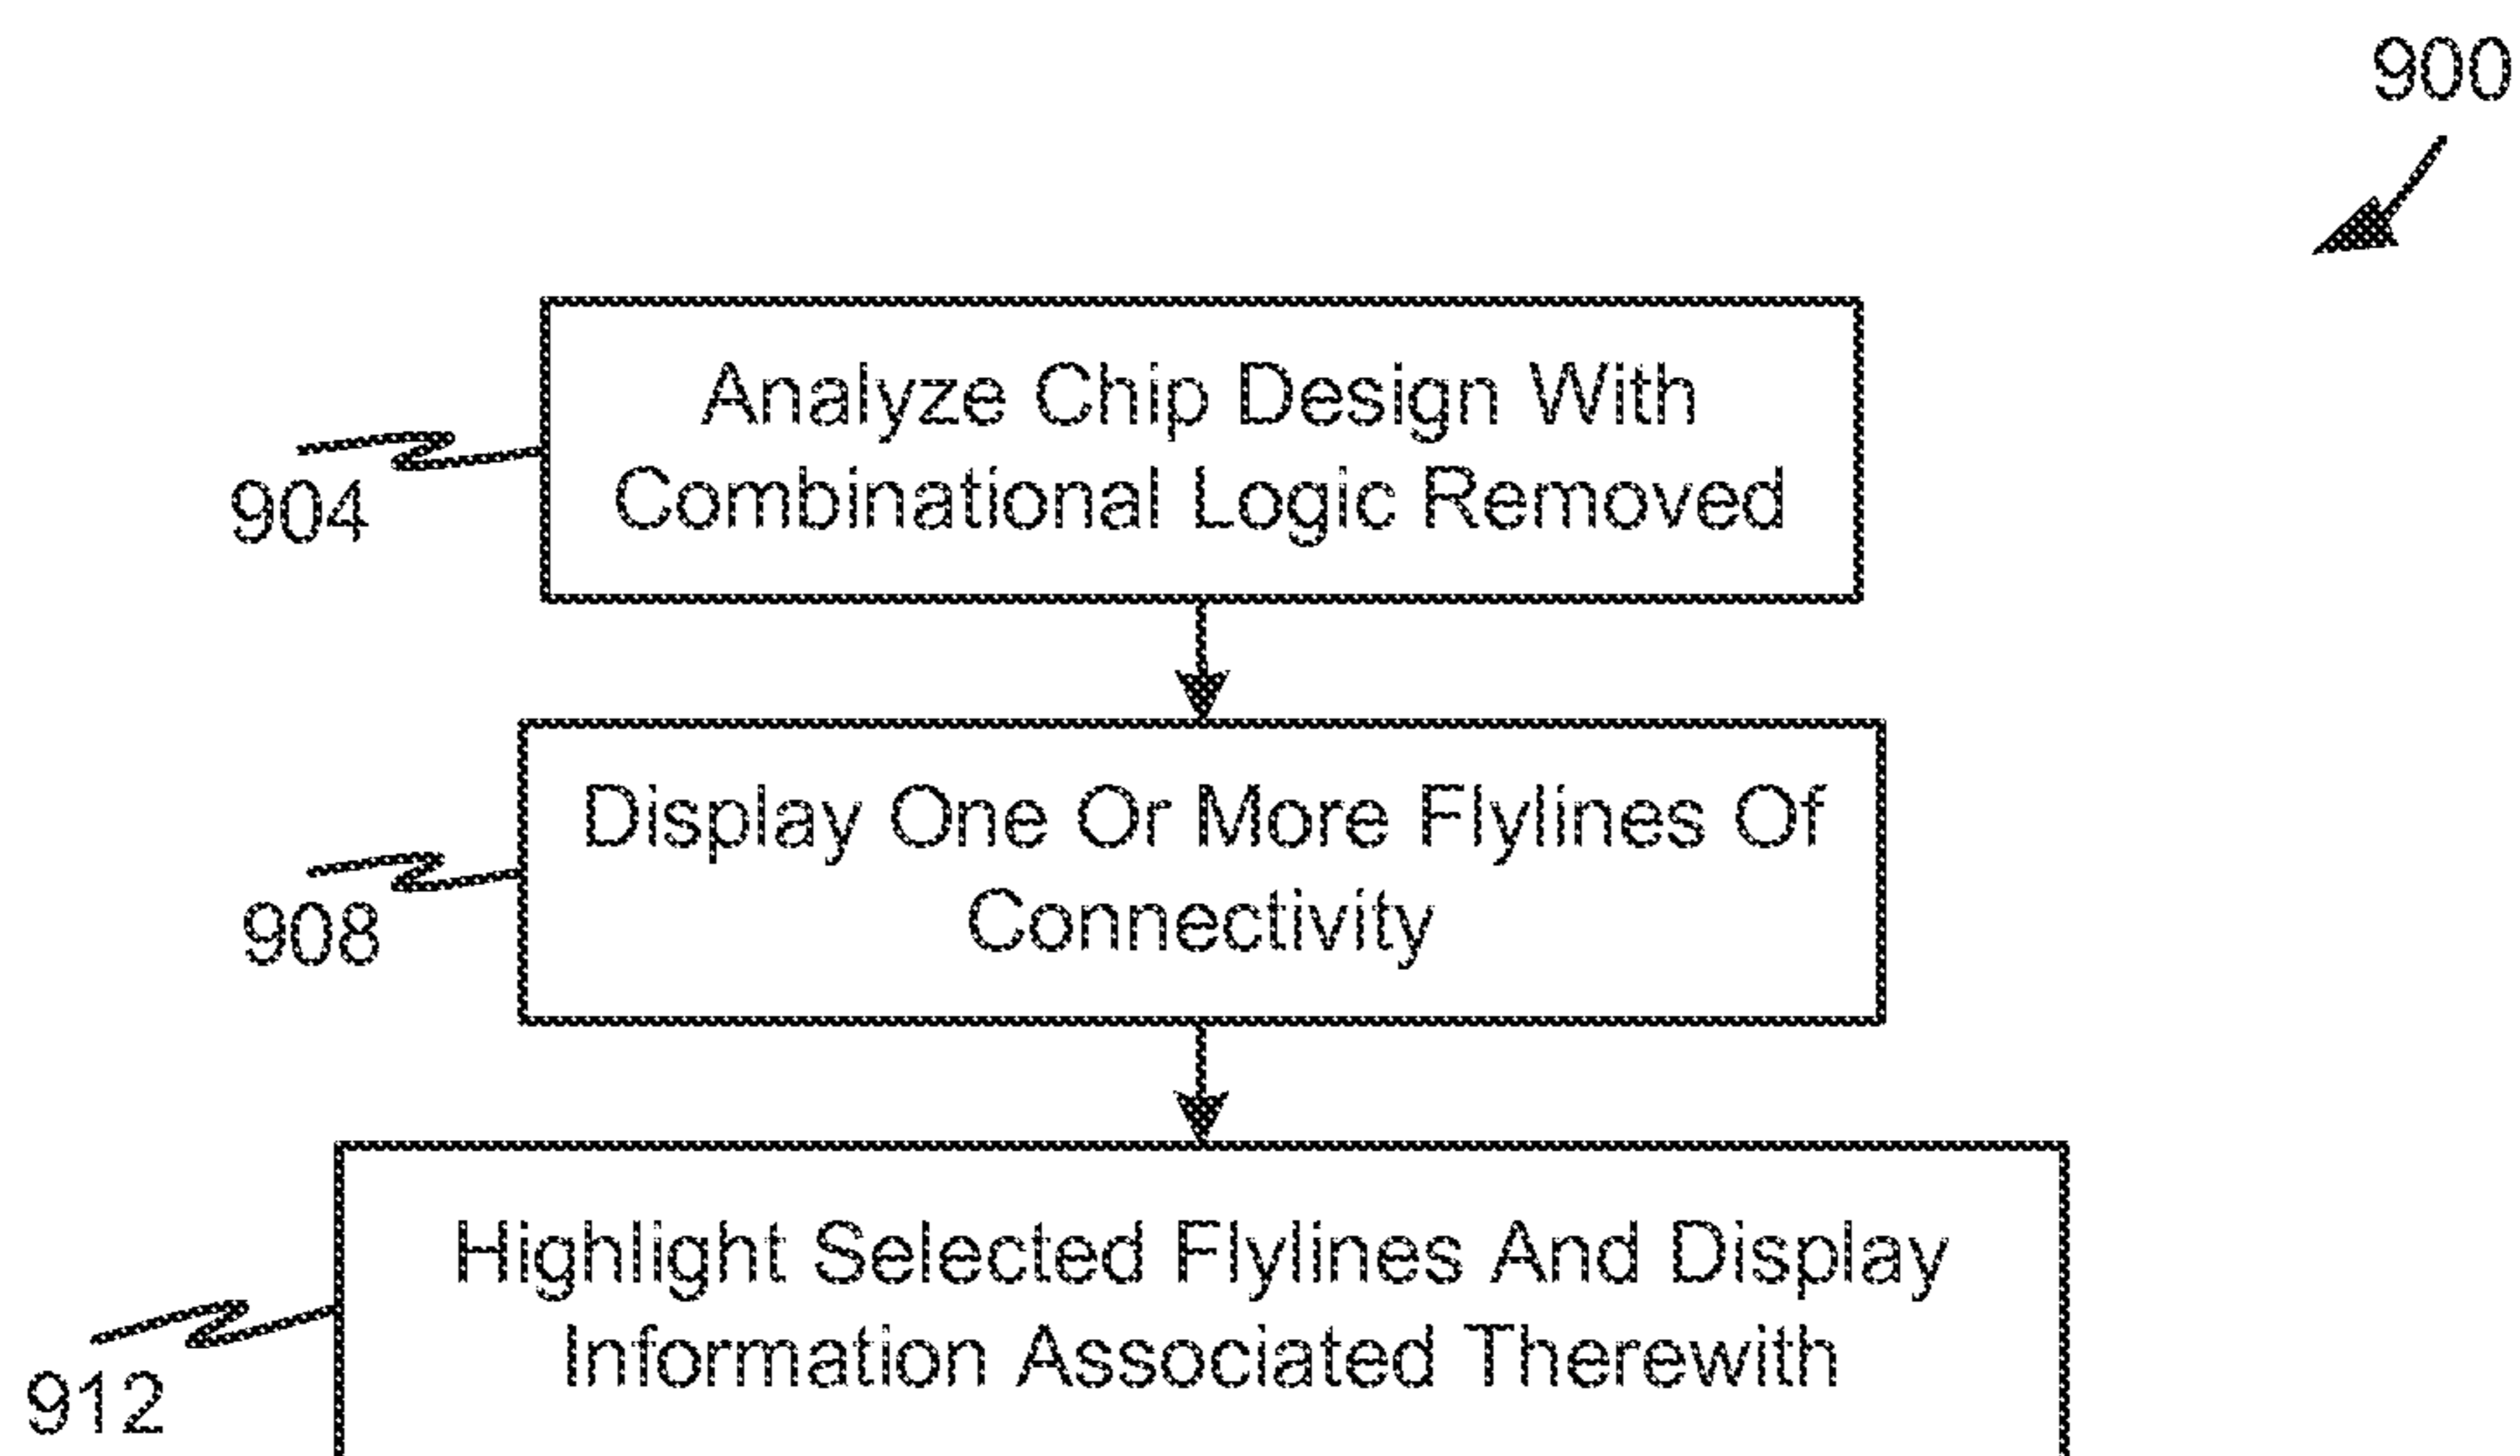 900
Analyze Chip Design With
Combinational Logic Removed
904
Display One Or More Flylines Of
Connectivity
908
Highlight Selected Flylines And Display
Information Associated Therewith
912